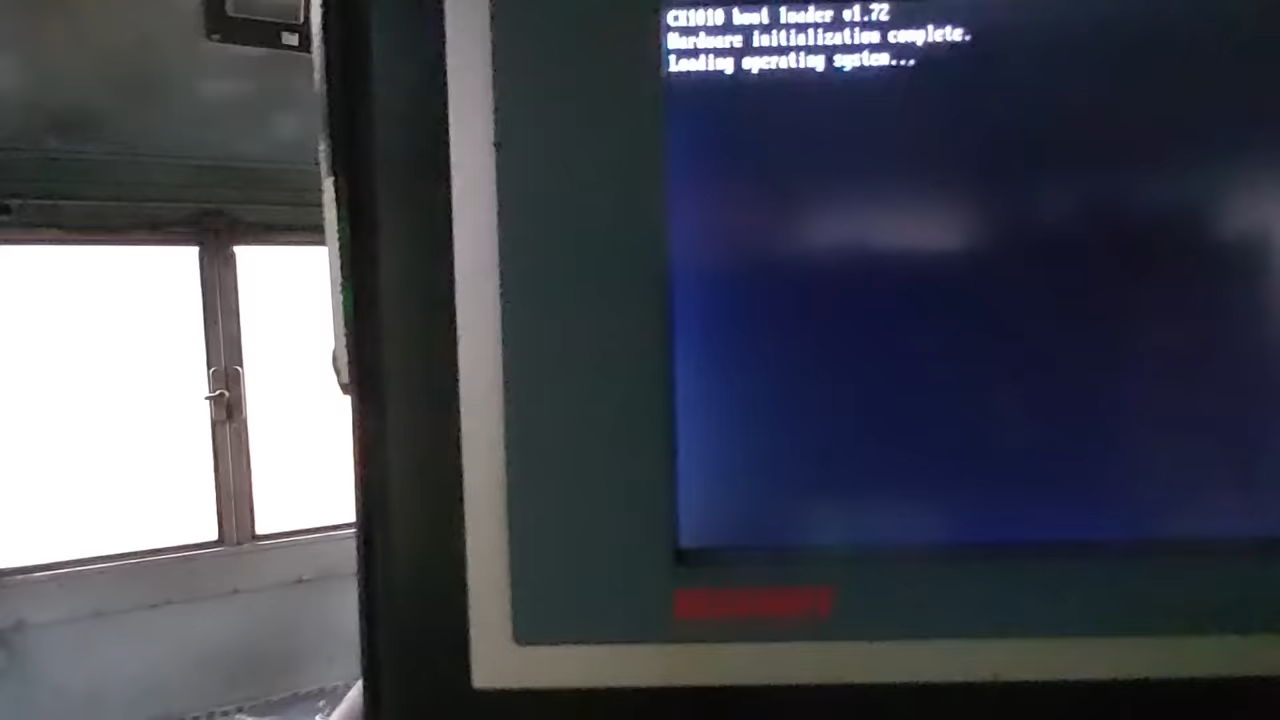 CX1010 boot loader v1.72
Hardware initialization complete.
Loading operating system...